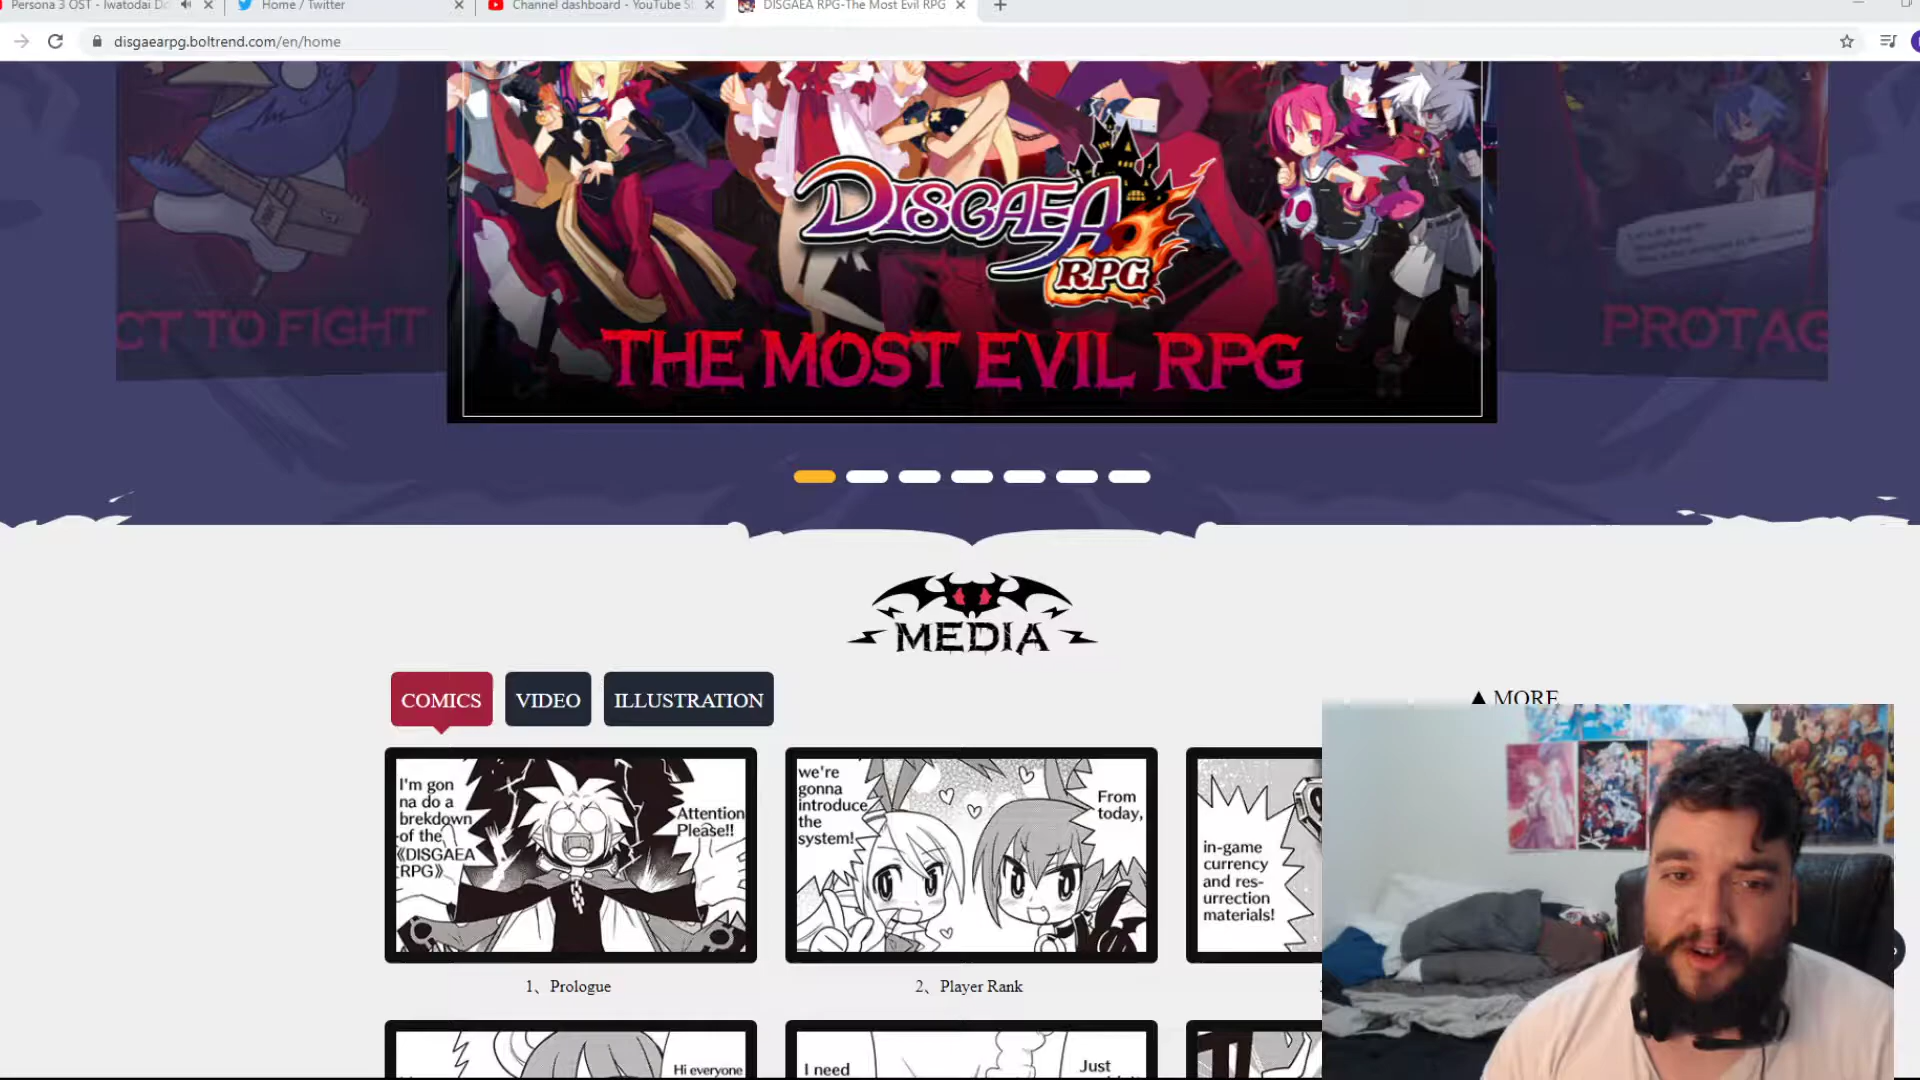 Persona 3 OST - Iwatodai Do
Home / Twitter
Channel dashboard - YouTube St
DISGAEA RPG-The Most Evil RPG
disgaearpg.boltrend.com/en/home
CT TO FIGHT
DISGAEA
RPG
THE MOST EVIL RPG
PROTAG
MEDIA
COMICS
VIDEO
ILLUSTRATION
▲ MORE
I'm gon
na do a
brekdown
of the
《DISGAEA
RPG》
Attention
Please!!
we're
gonna
introduce
the
system!
From
today,
in-game
currency
and res-
urrection
materials!
1、Prologue
2、Player Rank
Hi everyone
I need
Just